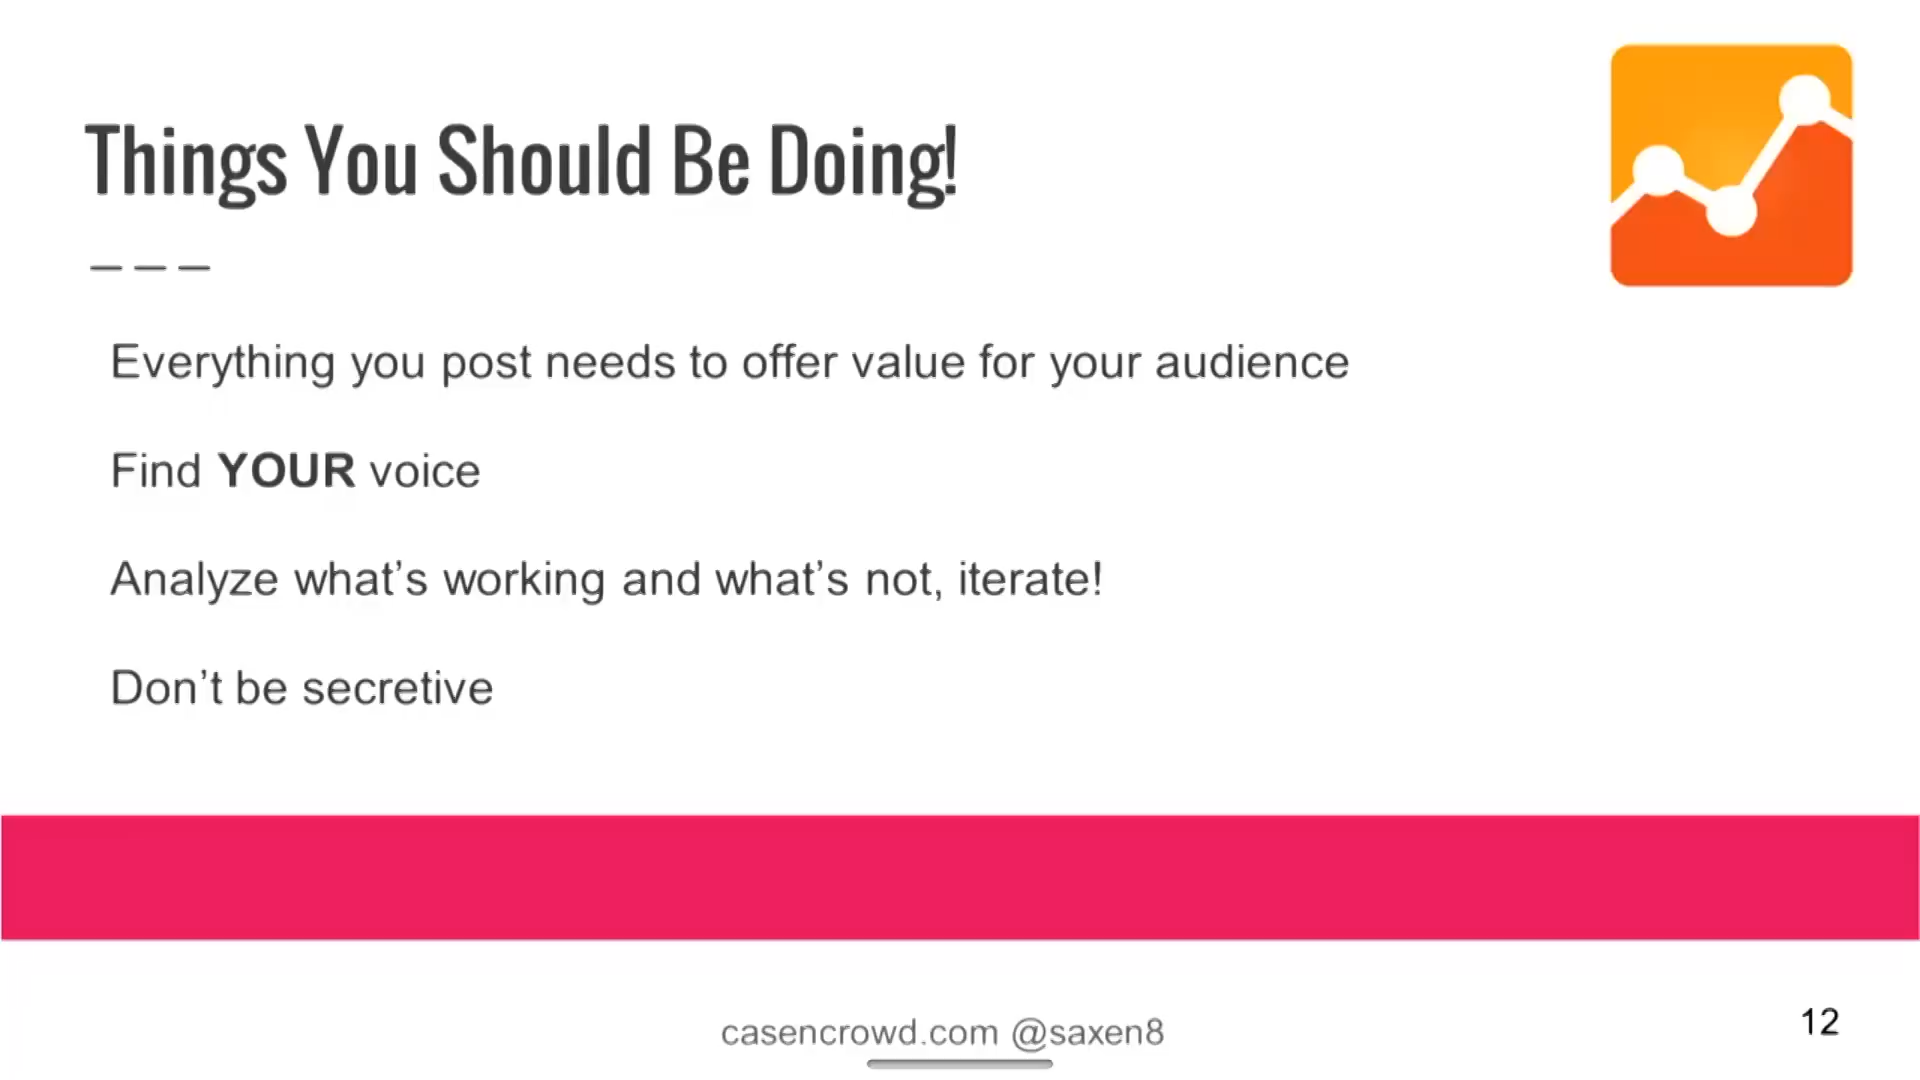 Things You Should Be Doing!
Everything you post needs to offer value for your audience
Find YOUR voice
Analyze what’s working and what’s not, iterate!
Don’t be secretive
casencrowd.com @saxen8
12